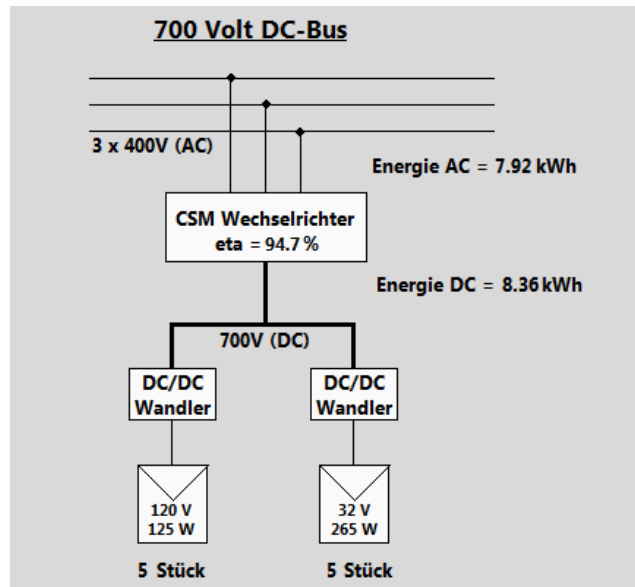 700 Volt DC-Bus
3 x 400V (AC)
Energie AC = 7.92 kWh
CSM Wechselrichter
eta = 94.7 %
Energie DC = 8.36 kWh
700V (DC)
DC/DC
Wandler
DC/DC
Wandler
120 V
125 W
32 V
265 W
5 Stück
5 Stück